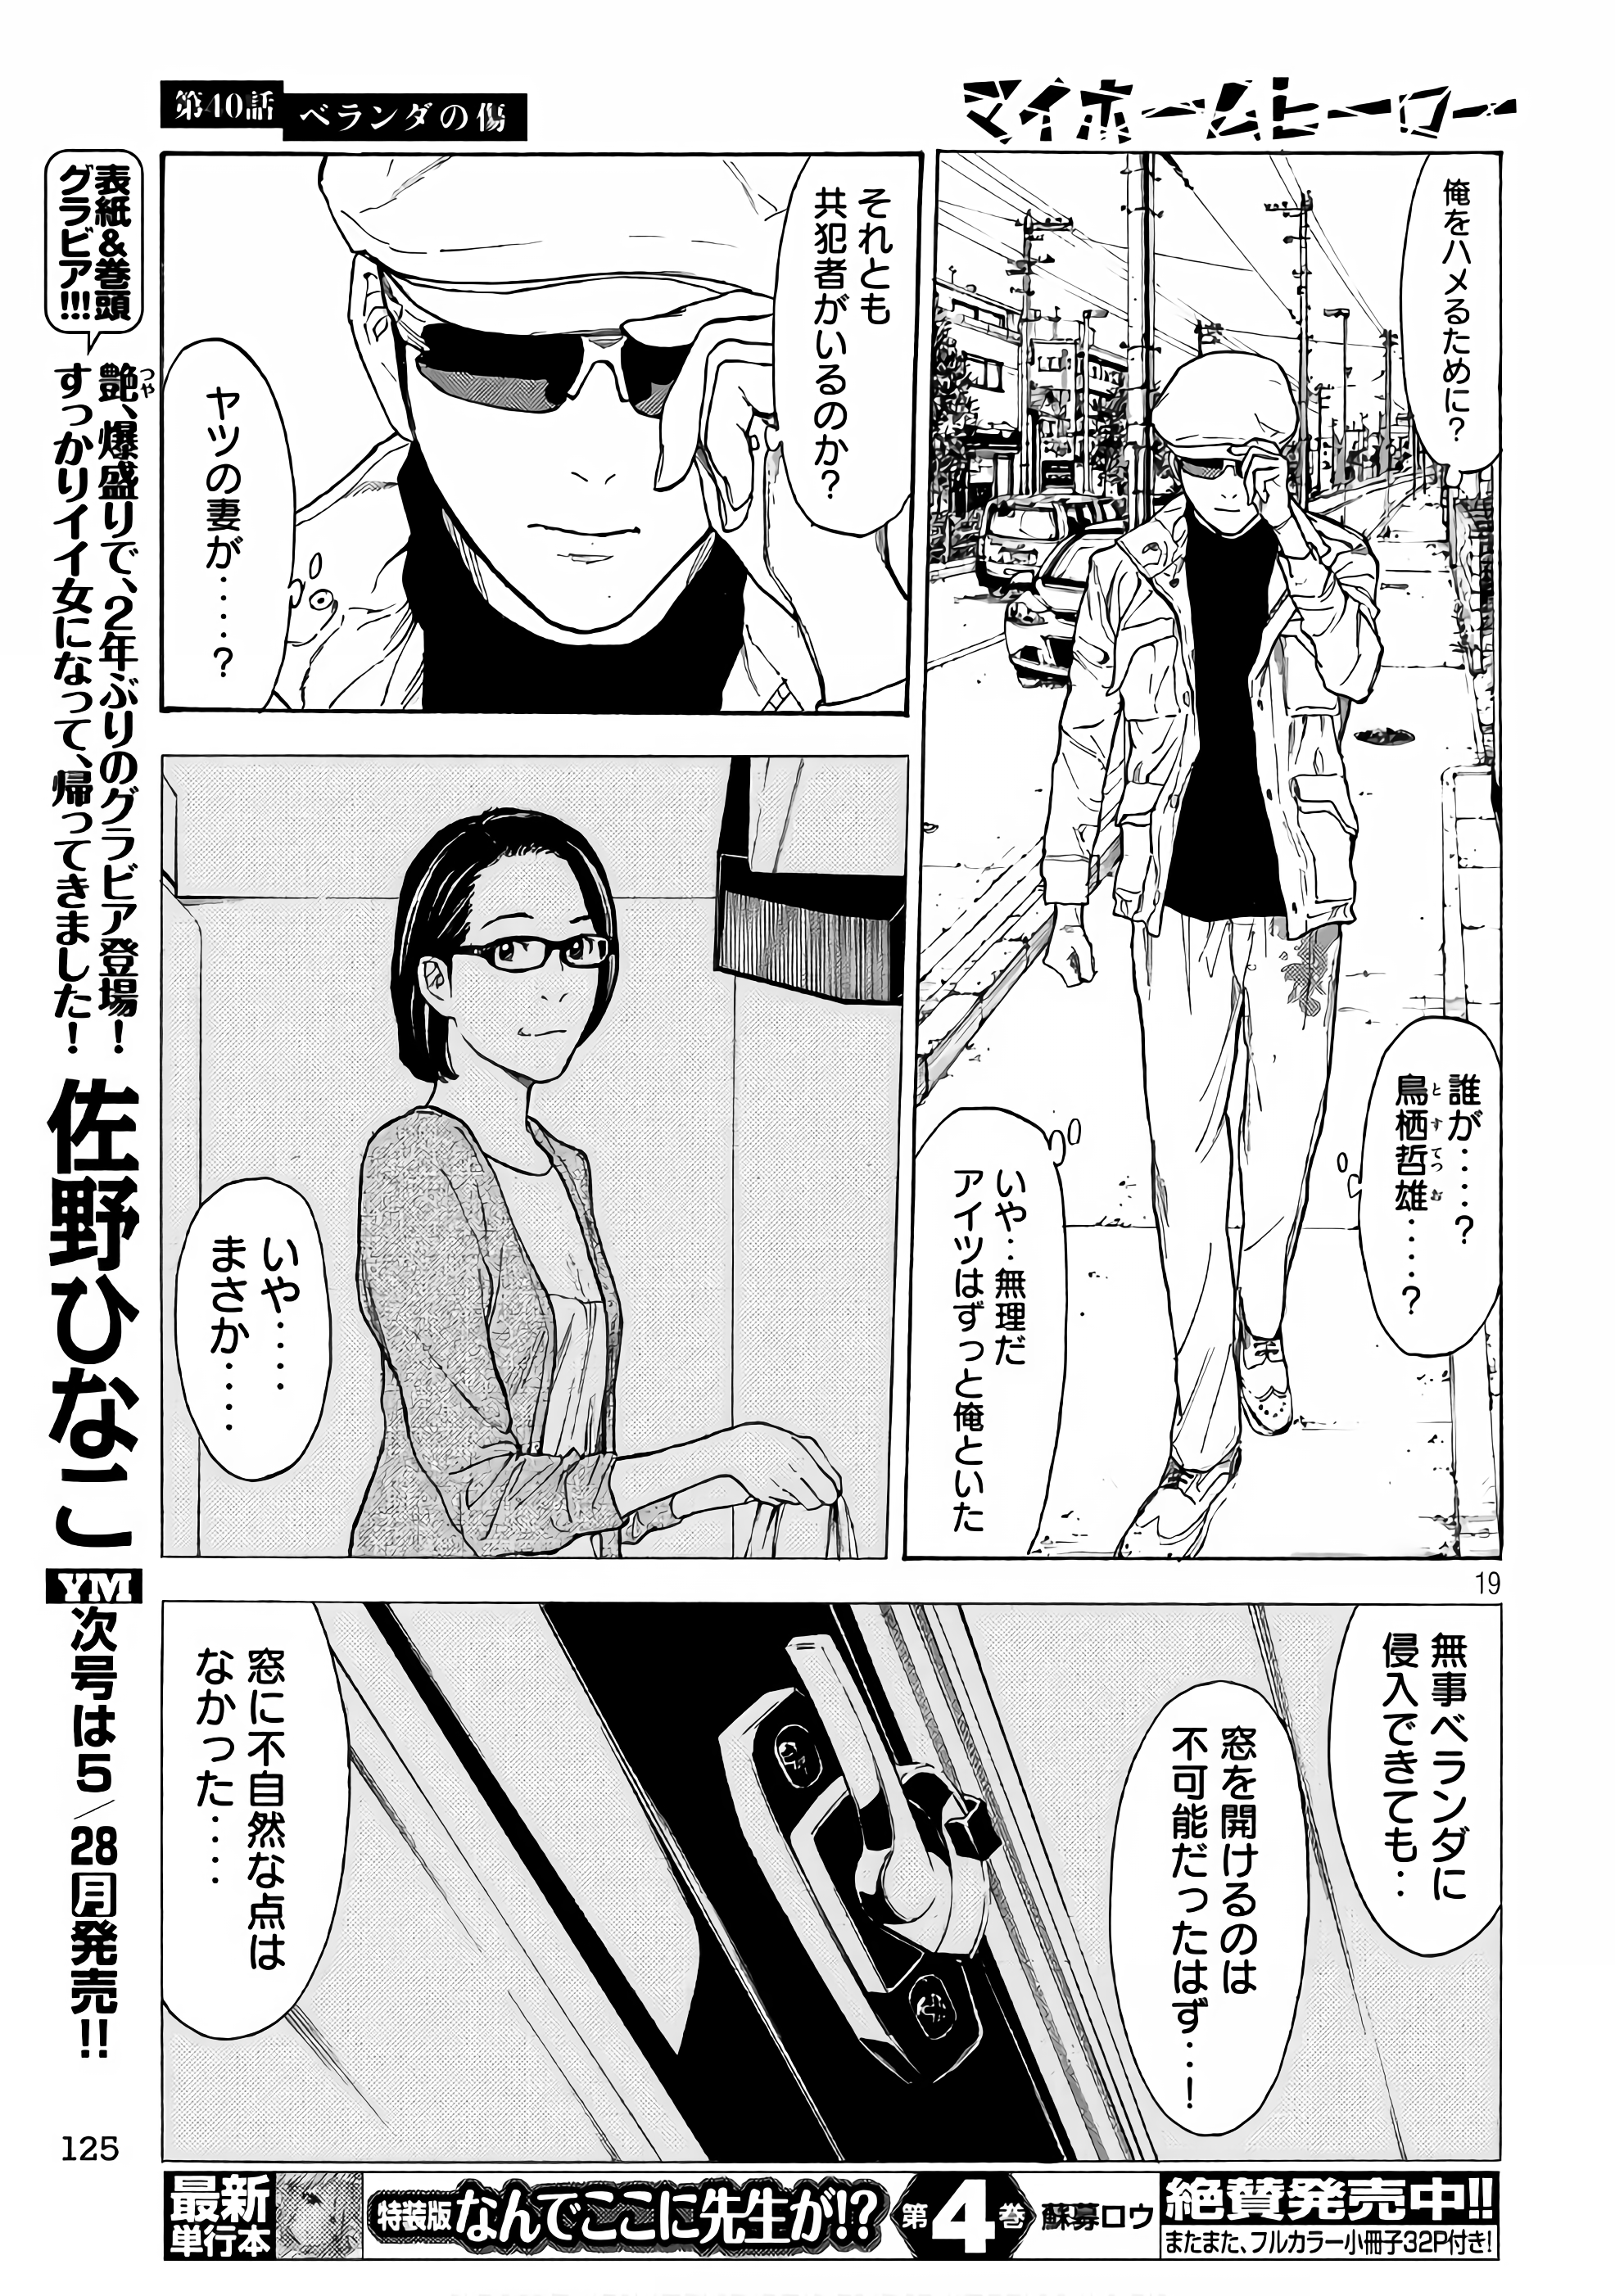 マイホームヒーロー
第40話
ベランダの傷
俺をハメるために?
誰が‥‥‥?
鳥栖哲雄‥‥‥?
とすてつお
いや‥無理だ
アイツはずっと俺といた
それとも
共犯者がいるのか?
ヤツの妻が‥‥‥?
いや‥‥‥
まさか‥‥‥
19
無事ベランダに
侵入できても‥
窓を開けるのは
不可能だったはず‥‥!
窓に不自然な点は
なかった‥‥‥
表紙&巻頭
グラビア!!!
艶、爆盛りで、2年ぶりのグラビア登場!
つや
すっかりイイ女になって、帰ってきました!
佐野ひなこ
YM
次号は5/28月発売!!
125
最新
単行本
特装版 なんでここに先生が!?
第4巻
蘇募ロウ
絶賛発売中!!
またまた、フルカラー小冊子32P付き!